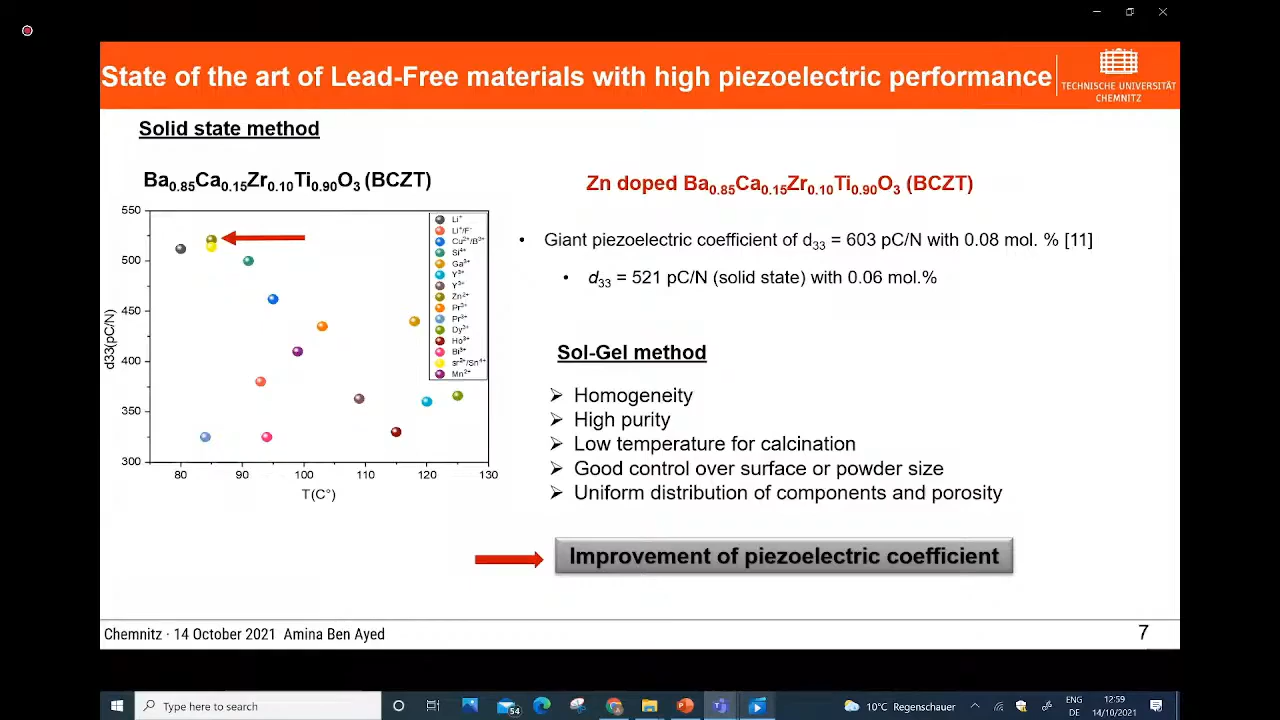 State of the art of Lead-Free materials with high piezoelectric performance
TECHNISCHE UNIVERSITÄT
CHEMNITZ
Solid state method
Ba0.85Ca0.15Zr0.10Ti0.90O3 (BCZT)
Zn doped Ba0.85Ca0.15Zr0.10Ti0.90O3 (BCZT)
550
500
450
400
350
300
d33(pC/N)
80 90 100 110 120 130
T(C°)
Li+
Li+/F-
Cu2+/B3+
Si4+
Ga3+
Y3+
Y3+
Zn2+
Pr3+
Pr3+
Dy3+
Ho3+
Bi3+
sr2+/Sn4+
Mn2+
• Giant piezoelectric coefficient of d33 = 603 pC/N with 0.08 mol. % [11]
• d33 = 521 pC/N (solid state) with 0.06 mol.%
Sol-Gel method
➢ Homogeneity
➢ High purity
➢ Low temperature for calcination
➢ Good control over surface or powder size
➢ Uniform distribution of components and porosity
Improvement of piezoelectric coefficient
Chemnitz · 14 October 2021 Amina Ben Ayed
7
Type here to search
54
10°C Regenschauer
ENG
DE
12:59
14/10/2021